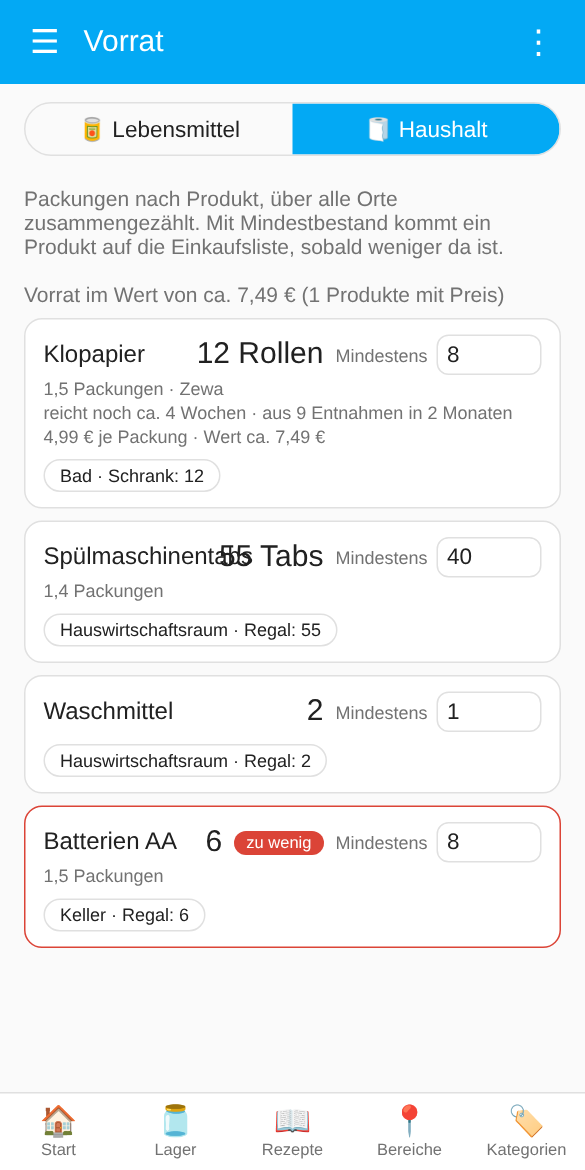 ☰ Vorrat ⋮
🥫 Lebensmittel 🧻 Haushalt
Packungen nach Produkt, über alle Orte
zusammengezählt. Mit Mindestbestand kommt ein
Produkt auf die Einkaufsliste, sobald weniger da ist.
Vorrat im Wert von ca. 7,49 € (1 Produkte mit Preis)
Klopapier 12 Rollen Mindestens 8
1,5 Packungen · Zewa
reicht noch ca. 4 Wochen · aus 9 Entnahmen in 2 Monaten
4,99 € je Packung · Wert ca. 7,49 €
Bad · Schrank: 12
Spülmaschinentabs 55 Tabs Mindestens 40
1,4 Packungen
Hauswirtschaftsraum · Regal: 55
Waschmittel 2 Mindestens 1
Hauswirtschaftsraum · Regal: 2
Batterien AA 6 zu wenig Mindestens 8
1,5 Packungen
Keller · Regal: 6
Start Lager Rezepte Bereiche Kategorien